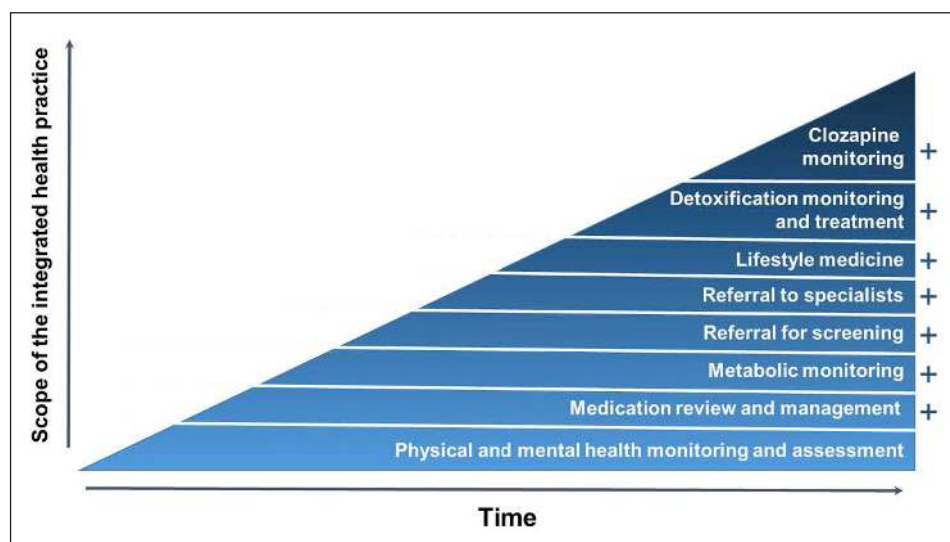 Scope of the integrated health practice
Clozapine
monitoring +
Detoxification monitoring
and treatment +
Lifestyle medicine +
Referral to specialists +
Referral for screening +
Metabolic monitoring +
Medication review and management +
Physical and mental health monitoring and assessment
Time